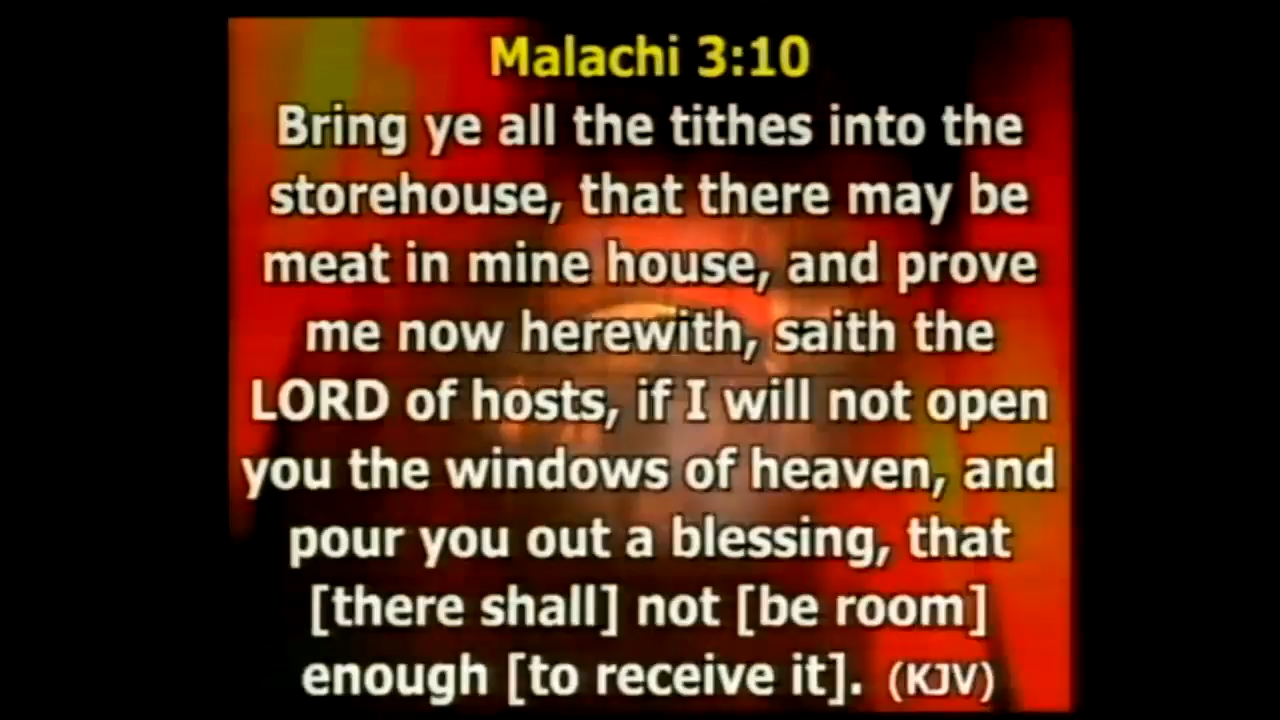 Malachi 3:10
Bring ye all the tithes into the
storehouse, that there may be
meat in mine house, and prove
me now herewith, saith the
LORD of hosts, if I will not open
you the windows of heaven, and
pour you out a blessing, that
[there shall] not [be room]
enough [to receive it]. (KJV)